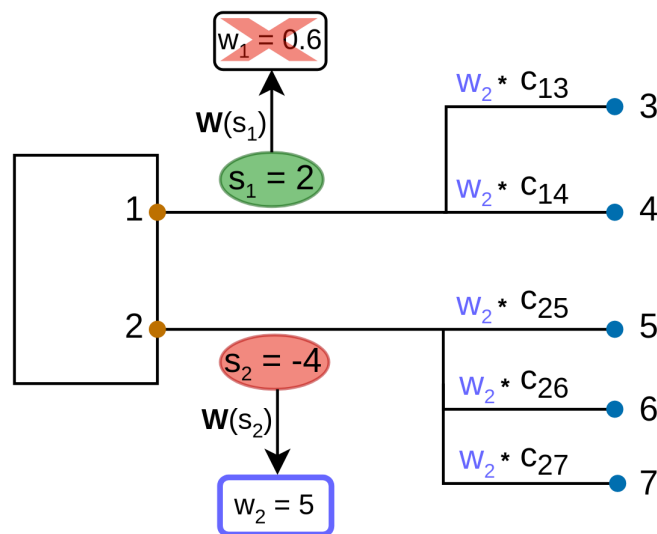 w₁ = 0.6
w₂ * c₁₃
3
W(s₁)
s₁ = 2
w₂ * c₁₄
1
4
w₂ * c₂₅
2
5
s₂ = -4
w₂ * c₂₆
6
W(s₂)
w₂ * c₂₇
7
w₂ = 5